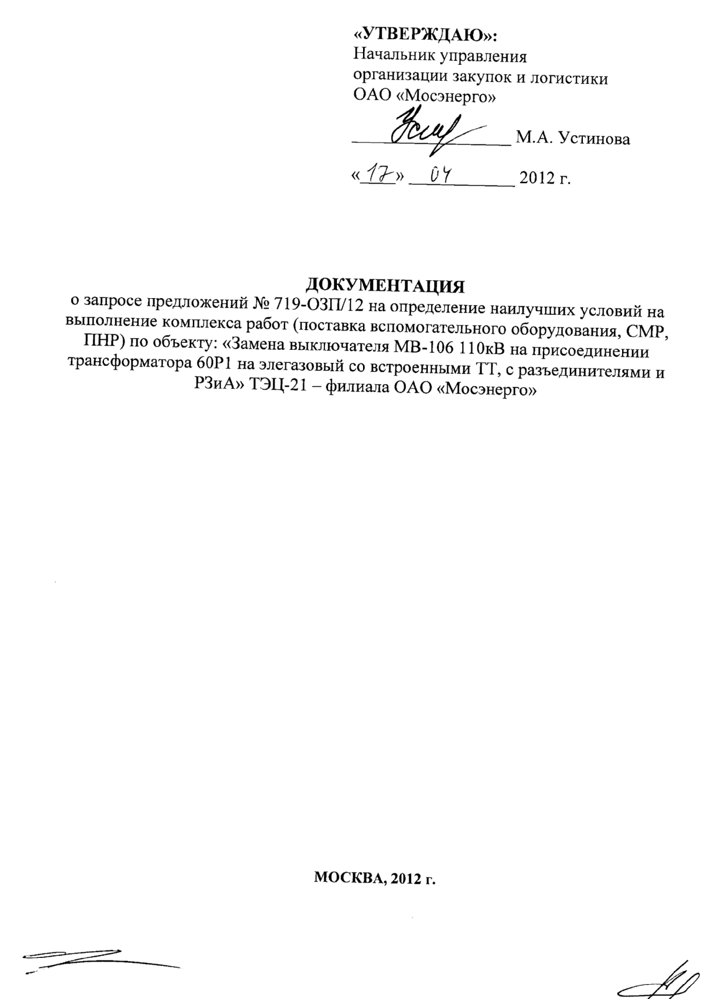 «УТВЕРЖДАЮ»:
Начальник управления
организации закупок и логистики
ОАО «Мосэнерго»
М.А. Устинова
«17» 04 2012 г.
ДОКУМЕНТАЦИЯ
о запросе предложений № 719-ОЗП/12 на определение наилучших условий на
выполнение комплекса работ (поставка вспомогательного оборудования, СМР,
ПНР) по объекту: «Замена выключателя МВ-106 110кВ на присоединении
трансформатора 60Р1 на элегазовый со встроенными ТТ, с разъединителями и
РЗиА» ТЭЦ-21 – филиала ОАО «Мосэнерго»
МОСКВА, 2012 г.